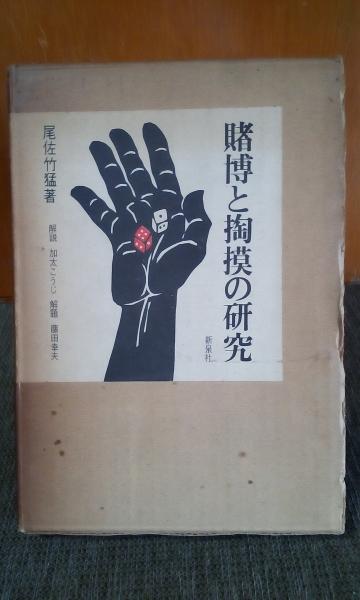 賭博と掏摸の研究
新泉社
尾佐竹猛著
解説 加太こうじ 解題 藤田幸夫